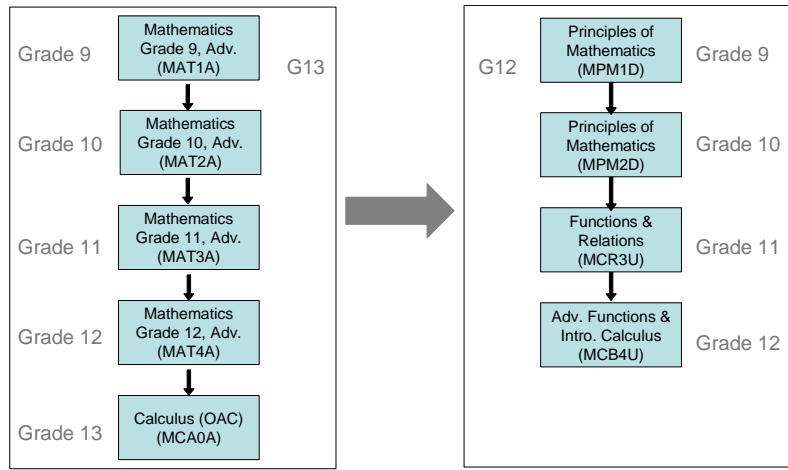 Grade 9
Mathematics
Grade 9, Adv.
(MAT1A)
G13
Grade 10
Mathematics
Grade 10, Adv.
(MAT2A)
Grade 11
Mathematics
Grade 11, Adv.
(MAT3A)
Grade 12
Mathematics
Grade 12, Adv.
(MAT4A)
Grade 13
Calculus (OAC)
(MCA0A)
G12
Principles of
Mathematics
(MPM1D)
Grade 9
Principles of
Mathematics
(MPM2D)
Grade 10
Functions &
Relations
(MCR3U)
Grade 11
Adv. Functions &
Intro. Calculus
(MCB4U)
Grade 12